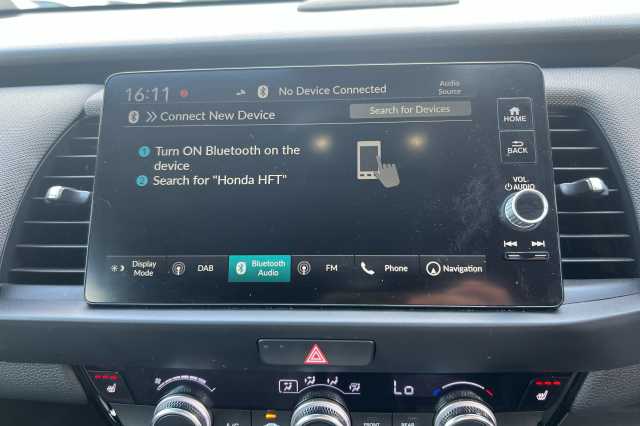 16:11
No Device Connected
Audio
Source
Connect New Device
Search for Devices
HOME
1 Turn ON Bluetooth on the
device
2 Search for "Honda HFT"
BACK
VOL
AUDIO
Display
Mode
DAB
Bluetooth
Audio
FM
Phone
Navigation
Lo
A/C
FRONT
REAR